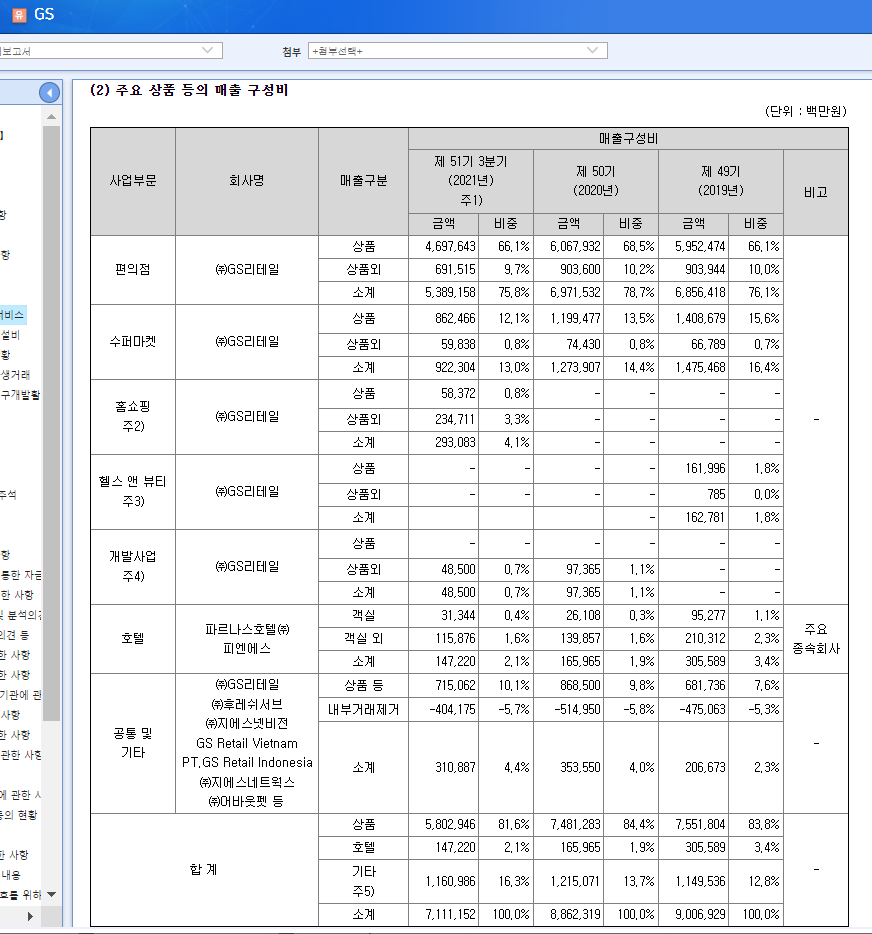 유 GS
보고서
첨부 +첨부선택+
(2) 주요 상품 등의 매출 구성비
(단위 : 백만원)
사업부문 회사명 매출구분 매출구성비 비고
제 51기 3분기 (2021년) 주1) 제 50기 (2020년) 제 49기 (2019년)
금액 비중 금액 비중 금액 비중
편의점 ㈜GS리테일 상품 4,697,643 66.1% 6,067,932 68.5% 5,952,474 66.1% -
상품외 691,515 9.7% 903,600 10.2% 903,944 10.0%
소계 5,389,158 75.8% 6,971,532 78.7% 6,856,418 76.1%
수퍼마켓 ㈜GS리테일 상품 862,466 12.1% 1,199,477 13.5% 1,408,679 15.6%
상품외 59,838 0.8% 74,430 0.8% 66,789 0.7%
소계 922,304 13.0% 1,273,907 14.4% 1,475,468 16.4%
홈쇼핑 주2) ㈜GS리테일 상품 58,372 0.8% - - - -
상품외 234,711 3.3% - - - -
소계 293,083 4.1% - - - -
헬스 앤 뷰티 주3) ㈜GS리테일 상품 - - - - 161,996 1.8%
상품외 - - - - 785 0.0%
소계 - 162,781 1.8%
개발사업 주4) ㈜GS리테일 상품 - - - - - -
상품외 48,500 0.7% 97,365 1.1% - -
소계 48,500 0.7% 97,365 1.1% - -
호텔 파르나스호텔㈜ 피엔에스 객실 31,344 0.4% 26,108 0.3% 95,277 1.1% 주요 종속회사
객실 외 115,876 1.6% 139,857 1.6% 210,312 2.3%
소계 147,220 2.1% 165,965 1.9% 305,589 3.4%
공통 및 기타 ㈜GS리테일 상품 등 715,062 10.1% 868,500 9.8% 681,736 7.6% -
㈜후레쉬서브 내부거래제거 -404,175 -5.7% -514,950 -5.8% -475,063 -5.3%
㈜지에스넷비전
GS Retail Vietnam
PT.GS Retail Indonesia 소계 310,887 4.4% 353,550 4.0% 206,673 2.3%
㈜지에스네트웍스
㈜어바웃펫 등
합 계 상품 5,802,946 81.6% 7,481,283 84.4% 7,551,804 83.8% -
호텔 147,220 2.1% 165,965 1.9% 305,589 3.4%
기타 주5) 1,160,986 16.3% 1,215,071 13.7% 1,149,536 12.8%
소계 7,111,152 100.0% 8,862,319 100.0% 9,006,929 100.0%